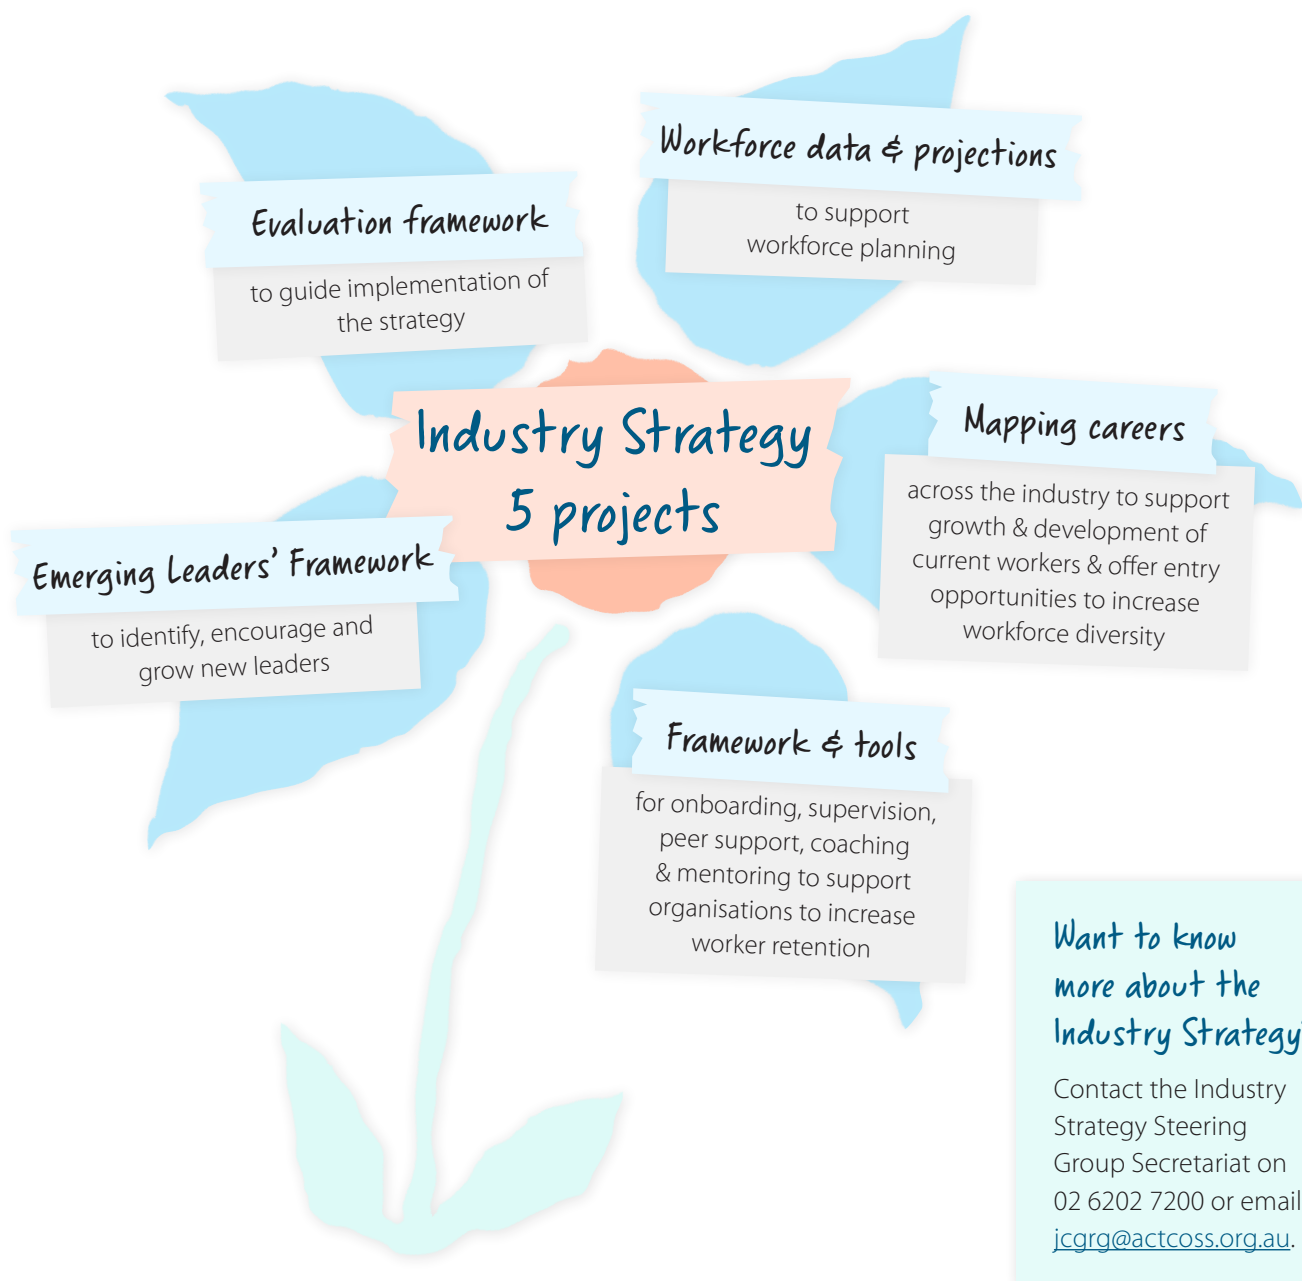 Workforce data & projections
to support
workforce planning
Evaluation framework
to guide implementation of
the strategy
Industry Strategy
5 projects
Mapping careers
across the industry to support
growth & development of
current workers & offer entry
opportunities to increase
workforce diversity
Emerging Leaders' Framework
to identify, encourage and
grow new leaders
Framework & tools
for onboarding, supervision,
peer support, coaching
& mentoring to support
organisations to increase
worker retention
Want to know
more about the
Industry Strategy
Contact the Industry
Strategy Steering
Group Secretariat on
02 6202 7200 or email
jcgrg@actcoss.org.au.